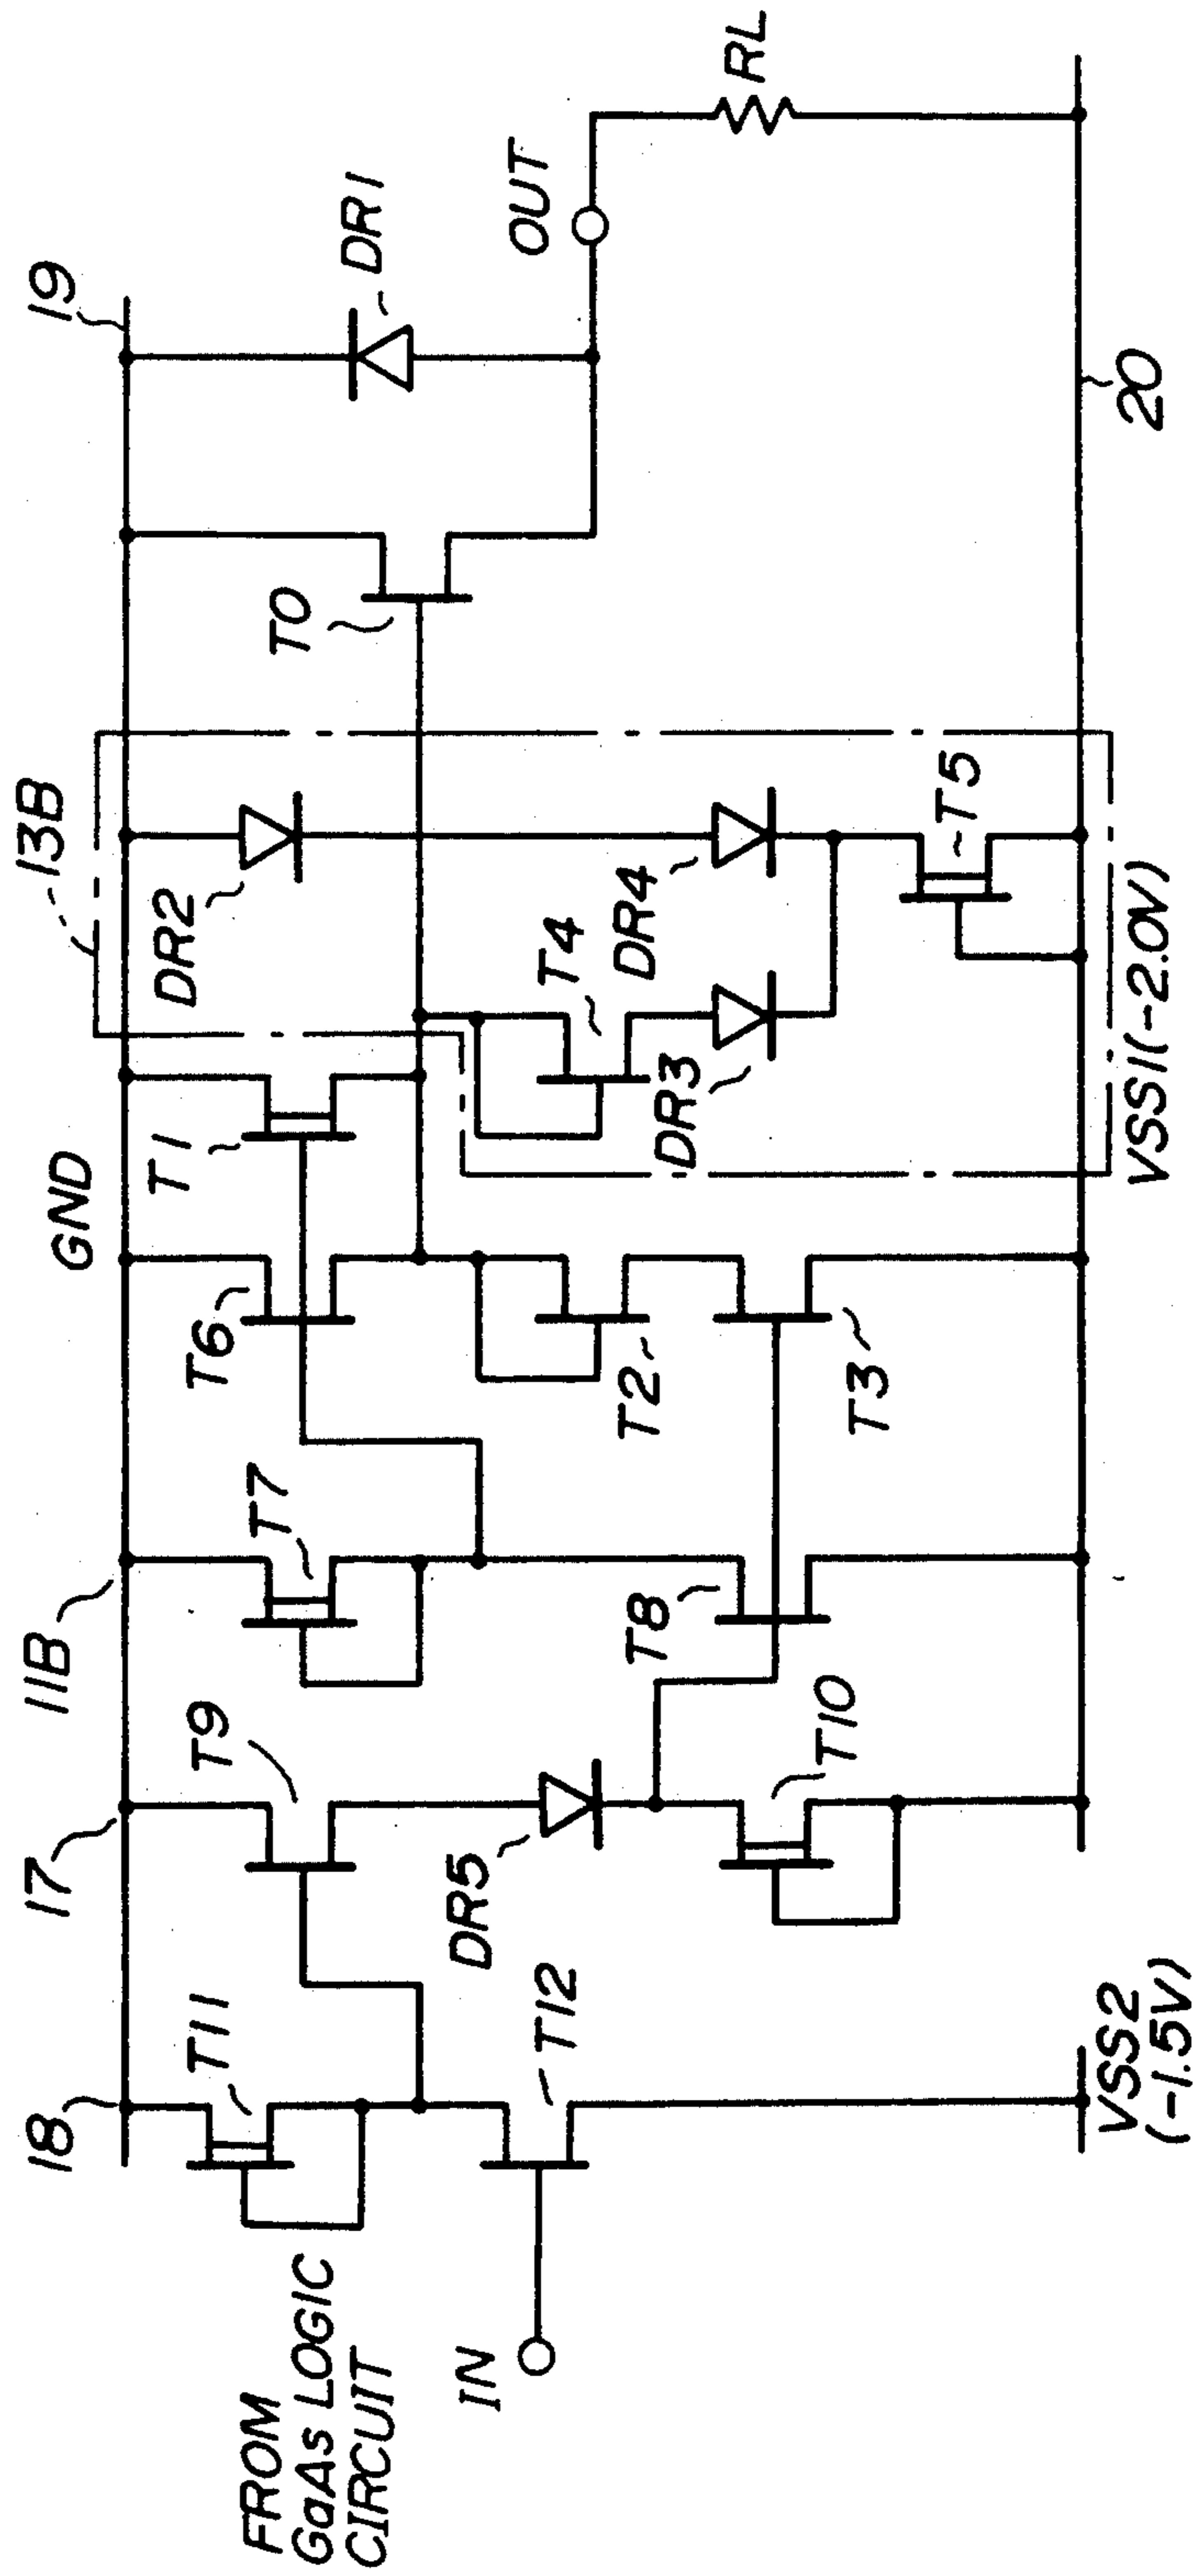 FROM
GaAs LOGIC
CIRCUIT
IN
18
T11
T12
VSS2
(-1.5V)
17
T9
DR5
T10
11B
T7
T8
GND
T6
T2
T3
T1
13B
DR2
T4
DR3
DR4
T5
VSS1(-2.0V)
T0
19
DR1
OUT
RL
20